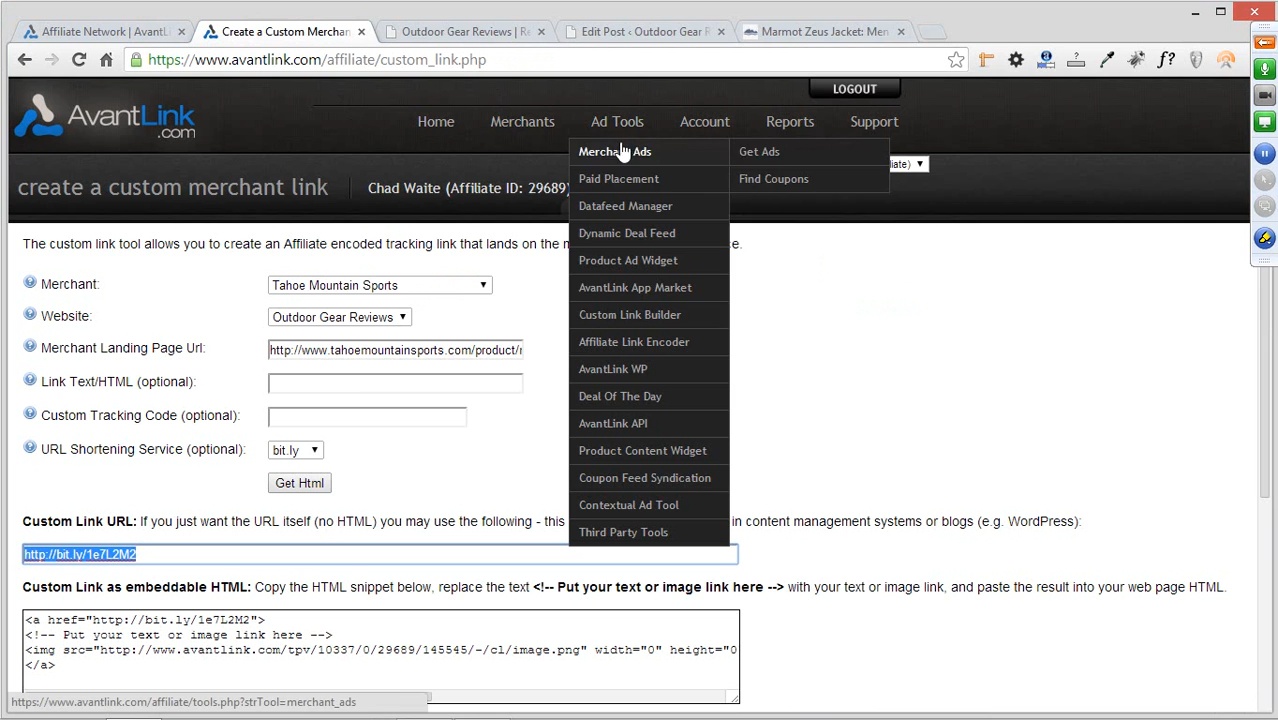 Affiliate Network | AvantL
Create a Custom Merchan
Outdoor Gear Reviews | Re
Edit Post ‹ Outdoor Gear R
Marmot Zeus Jacket: Men
https://www.avantlink.com/affiliate/custom_link.php
f?
LOGOUT
AvantLink
.com
Home
Merchants
Ad Tools
Account
Reports
Support
Merchant Ads
Get Ads
create a custom merchant link
Chad Waite (Affiliate ID: 29689)
iate)
Paid Placement
Find Coupons
Datafeed Manager
Dynamic Deal Feed
Product Ad Widget
AvantLink App Market
Custom Link Builder
Affiliate Link Encoder
AvantLink WP
Deal Of The Day
AvantLink API
Product Content Widget
Coupon Feed Syndication
Contextual Ad Tool
Third Party Tools
The custom link tool allows you to create an Affiliate encoded tracking link that lands on the m
e.
Merchant:
Tahoe Mountain Sports
Website:
Outdoor Gear Reviews
Merchant Landing Page Url:
http://www.tahoemountainsports.com/product/r
Link Text/HTML (optional):
Custom Tracking Code (optional):
URL Shortening Service (optional):
bit.ly
Get Html
Custom Link URL: If you just want the URL itself (no HTML) you may use the following - this
in content management systems or blogs (e.g. WordPress):
http://bit.ly/1e7L2M2
Custom Link as embeddable HTML: Copy the HTML snippet below, replace the text <!-- Put your text or image link here --> with your text or image link, and paste the result into your web page HTML.
<a href="http://bit.ly/1e7L2M2">
<!-- Put your text or image link here -->
<img src="http://www.avantlink.com/tpv/10337/0/29689/145545/-/cl/image.png" width="0" height="0
</a>
https://www.avantlink.com/affiliate/tools.php?strTool=merchant_ads